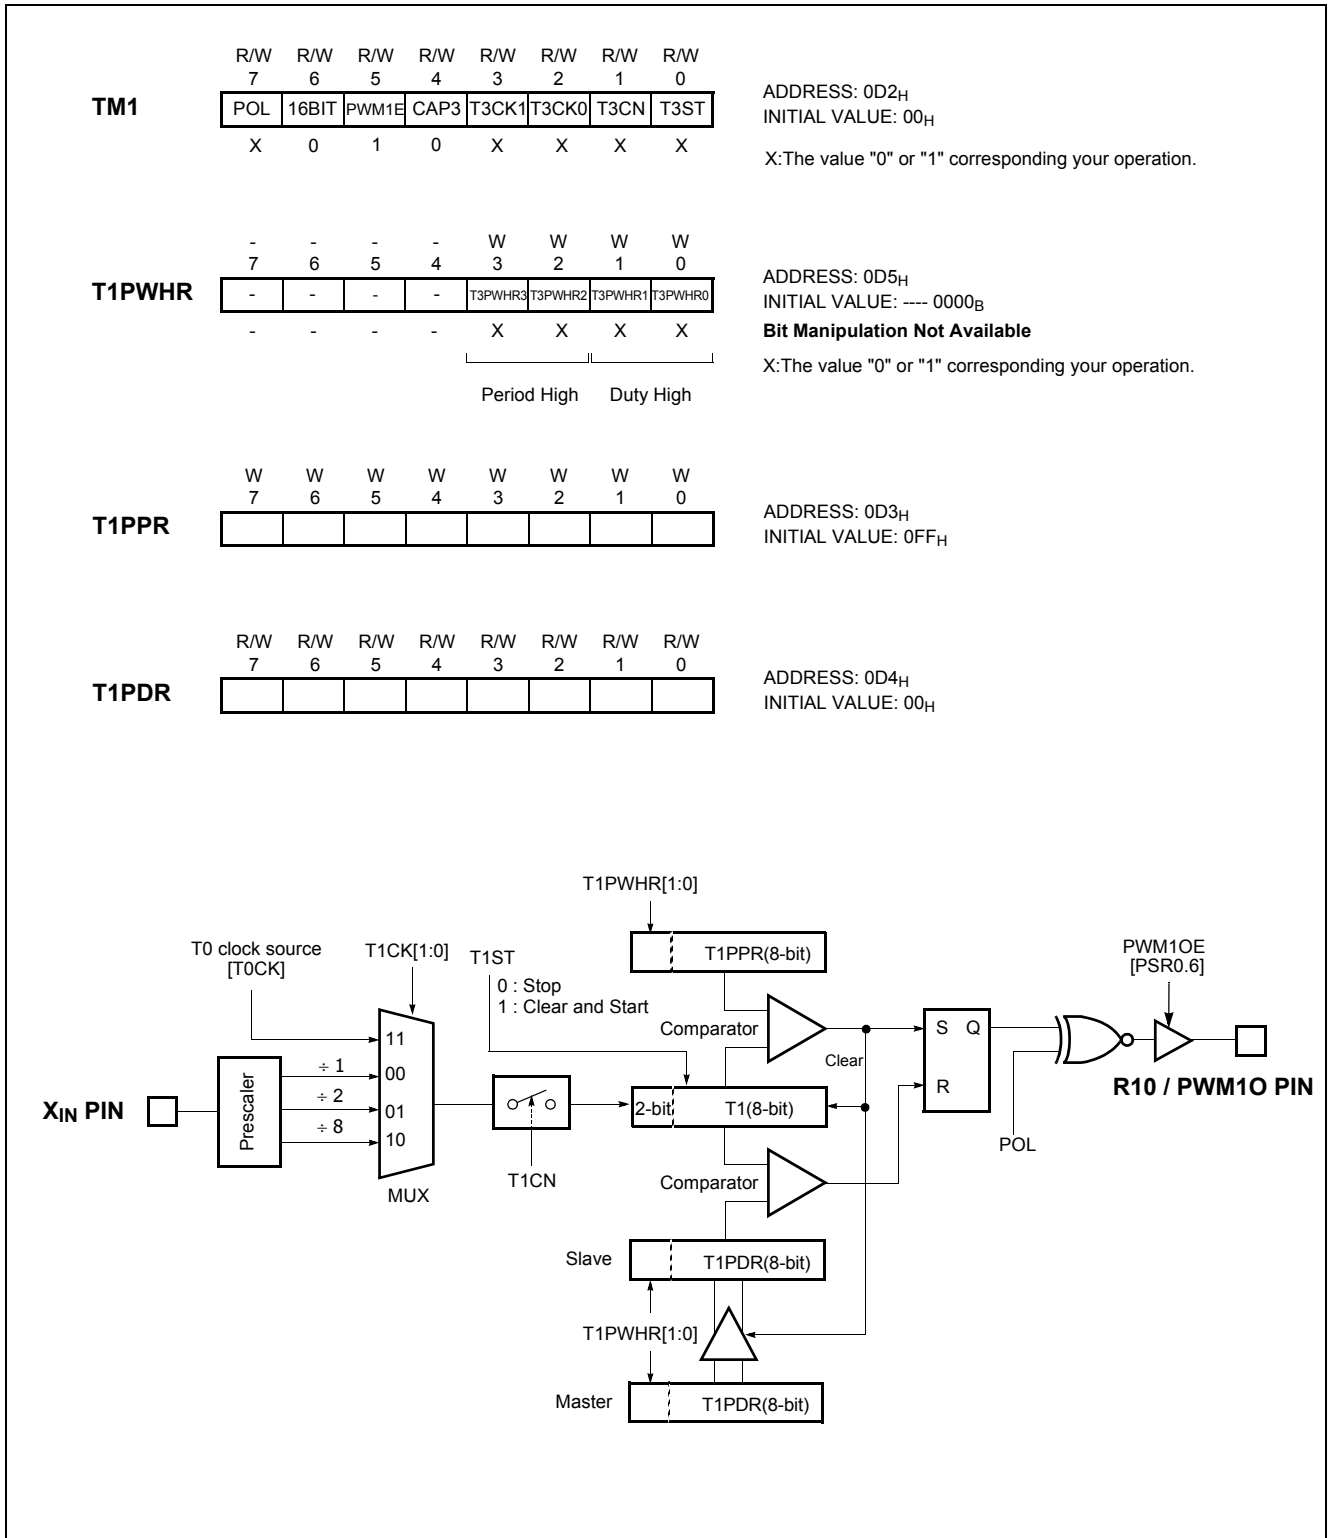 R/W R/W R/W R/W R/W R/W R/W R/W
7 6 5 4 3 2 1 0
TM1 POL 16BIT PWM1E CAP3 T3CK1 T3CK0 T3CN T3ST
X 0 1 0 X X X X
ADDRESS: 0D2H
INITIAL VALUE: 00H
X:The value "0" or "1" corresponding your operation.
- - - - W W W W
7 6 5 4 3 2 1 0
T1PWHR - - - - T3PWHR3 T3PWHR2 T3PWHR1 T3PWHR0
- - - - X X X X
Period High Duty High
ADDRESS: 0D5H
INITIAL VALUE: ---- 0000B
Bit Manipulation Not Available
X:The value "0" or "1" corresponding your operation.
W W W W W W W W
7 6 5 4 3 2 1 0
T1PPR
ADDRESS: 0D3H
INITIAL VALUE: 0FFH
R/W R/W R/W R/W R/W R/W R/W R/W
7 6 5 4 3 2 1 0
T1PDR
ADDRESS: 0D4H
INITIAL VALUE: 00H
T1PWHR[1:0]
T0 clock source
[T0CK]
T1CK[1:0]
T1ST
0 : Stop
1 : Clear and Start
T1PPR(8-bit)
PWM1OE
[PSR0.6]
Comparator
Clear
S Q
R
11
÷ 1
00
÷ 2
01
÷ 8
10
XIN PIN
Prescaler
MUX
T1CN
2-bit T1(8-bit)
R10 / PWM1O PIN
POL
Comparator
Slave
T1PDR(8-bit)
T1PWHR[1:0]
Master
T1PDR(8-bit)